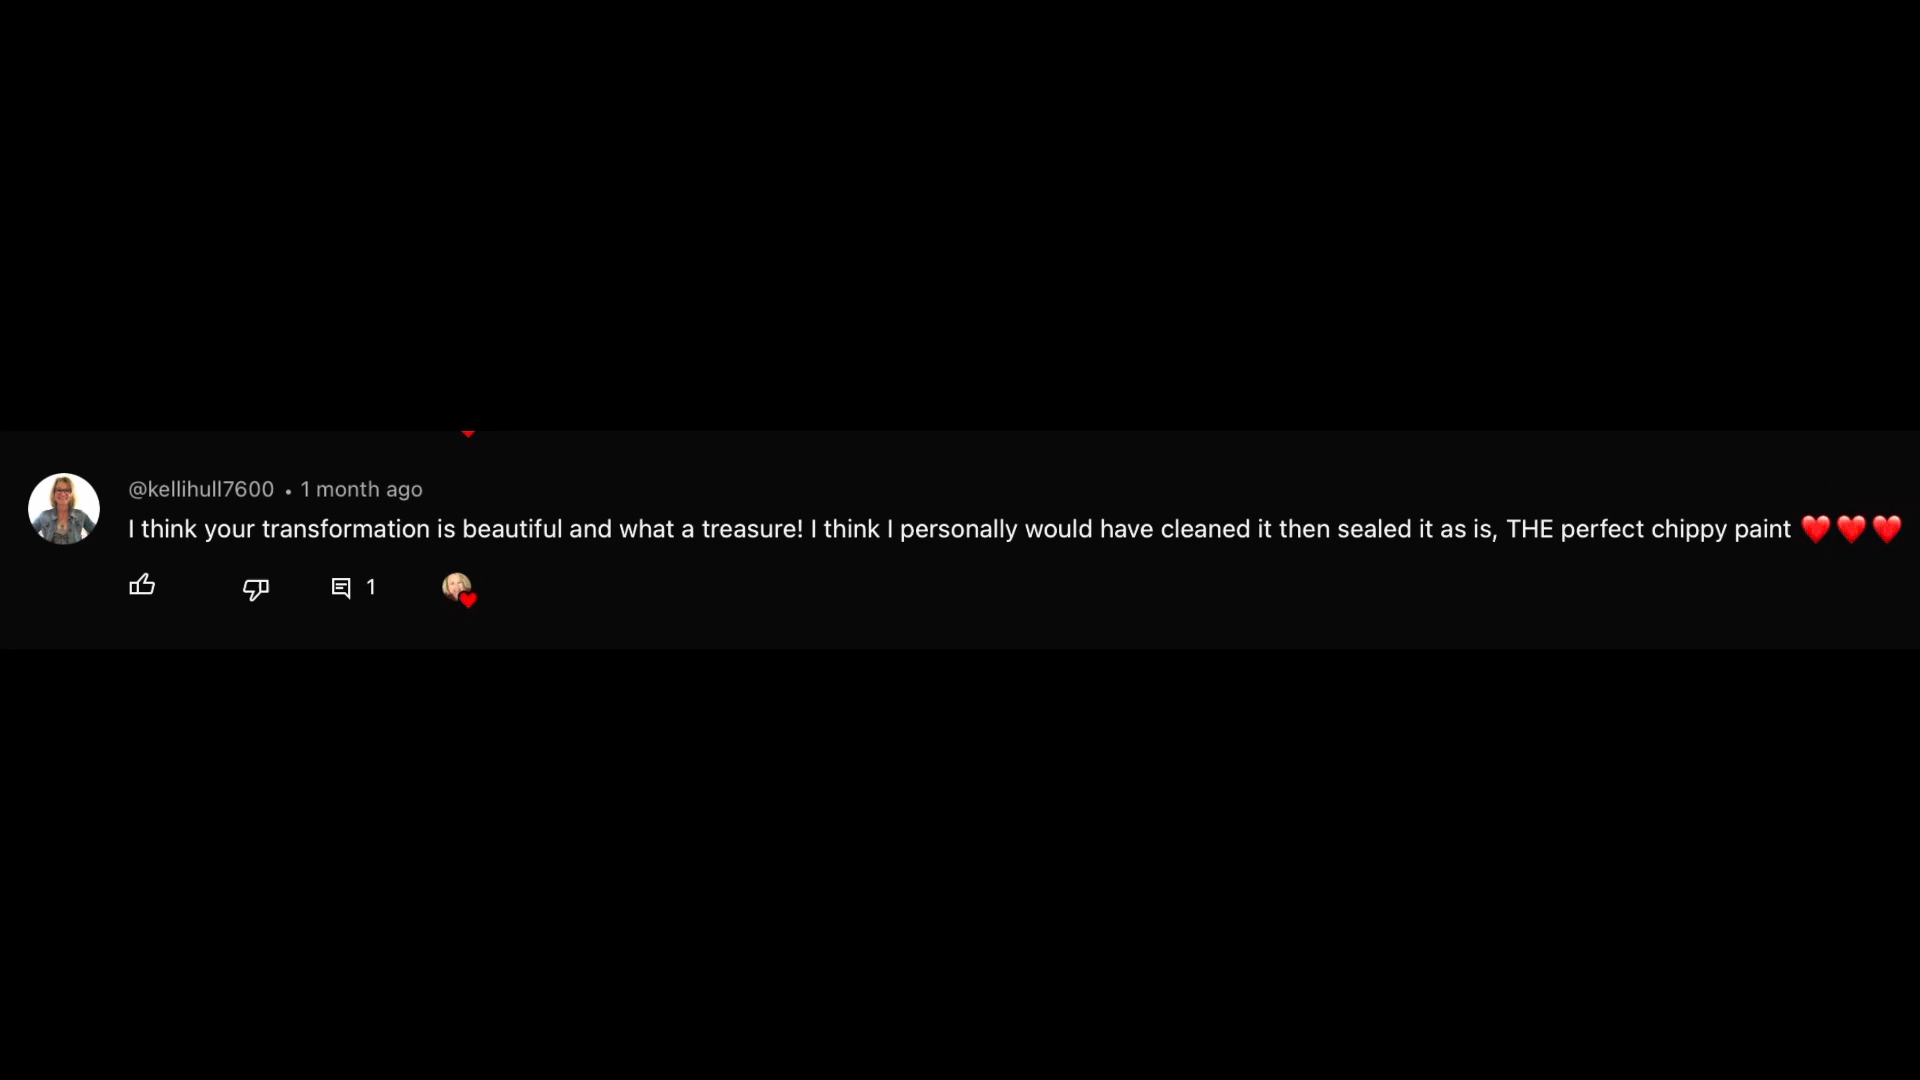 @kellihull7600 • 1 month ago
I think your transformation is beautiful and what a treasure! I think I personally would have cleaned it then sealed it as is, THE perfect chippy paint ❤️❤️❤️
1